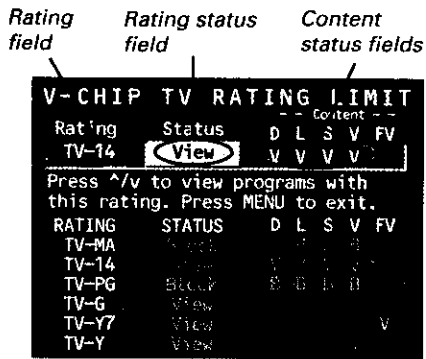 Rating field
Rating status field
Content status fields
V-CHIP TV RATING LIMIT
-- Content --
Rating Status D L S V FV
TV-14 View V V V V
Press ^/v to view programs with
this rating. Press MENU to exit.
RATING STATUS D L S V FV
TV-MA
TV-14
TV-PG Block B B B B
TV-G View
TV-Y7 View V
TV-Y View